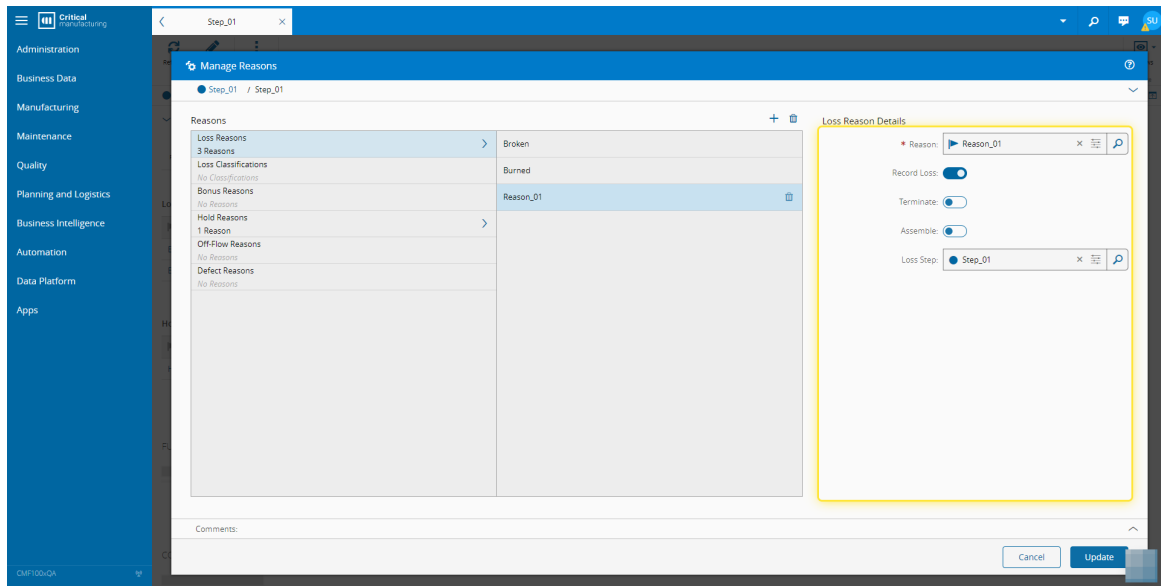 Critical
manufacturing
Step_01
SU
Administration
Business Data
Manufacturing
Maintenance
Quality
Planning and Logistics
Business Intelligence
Automation
Data Platform
Apps
CMF100xQA
Manage Reasons
Step_01 / Step_01
Reasons
Loss Reasons
3 Reasons
Loss Classifications
No Classifications
Bonus Reasons
No Reasons
Hold Reasons
1 Reason
Off-Flow Reasons
No Reasons
Defect Reasons
No Reasons
Broken
Burned
Reason_01
Loss Reason Details
* Reason: Reason_01
Record Loss:
Terminate:
Assemble:
Loss Step: Step_01
Comments:
Cancel Update